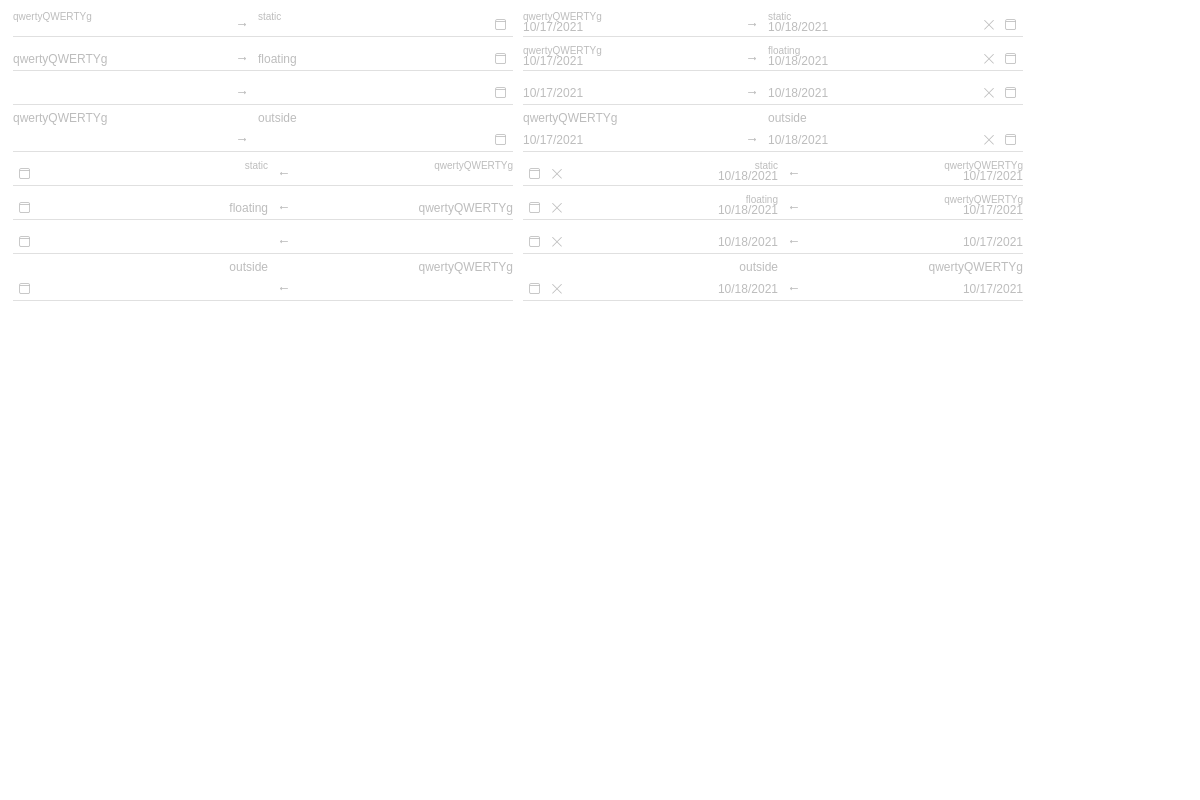 qwertyQWERTYg → static qwertyQWERTYg static
10/17/2021 → 10/18/2021
qwertyQWERTYg → floating qwertyQWERTYg floating
10/17/2021 → 10/18/2021
→ 10/17/2021 → 10/18/2021
qwertyQWERTYg outside qwertyQWERTYg outside
→ 10/17/2021 → 10/18/2021
static ← qwertyQWERTYg static qwertyQWERTYg
10/18/2021 ← 10/17/2021
floating ← qwertyQWERTYg floating qwertyQWERTYg
10/18/2021 ← 10/17/2021
← 10/18/2021 ← 10/17/2021
outside qwertyQWERTYg outside qwertyQWERTYg
← 10/18/2021 ← 10/17/2021